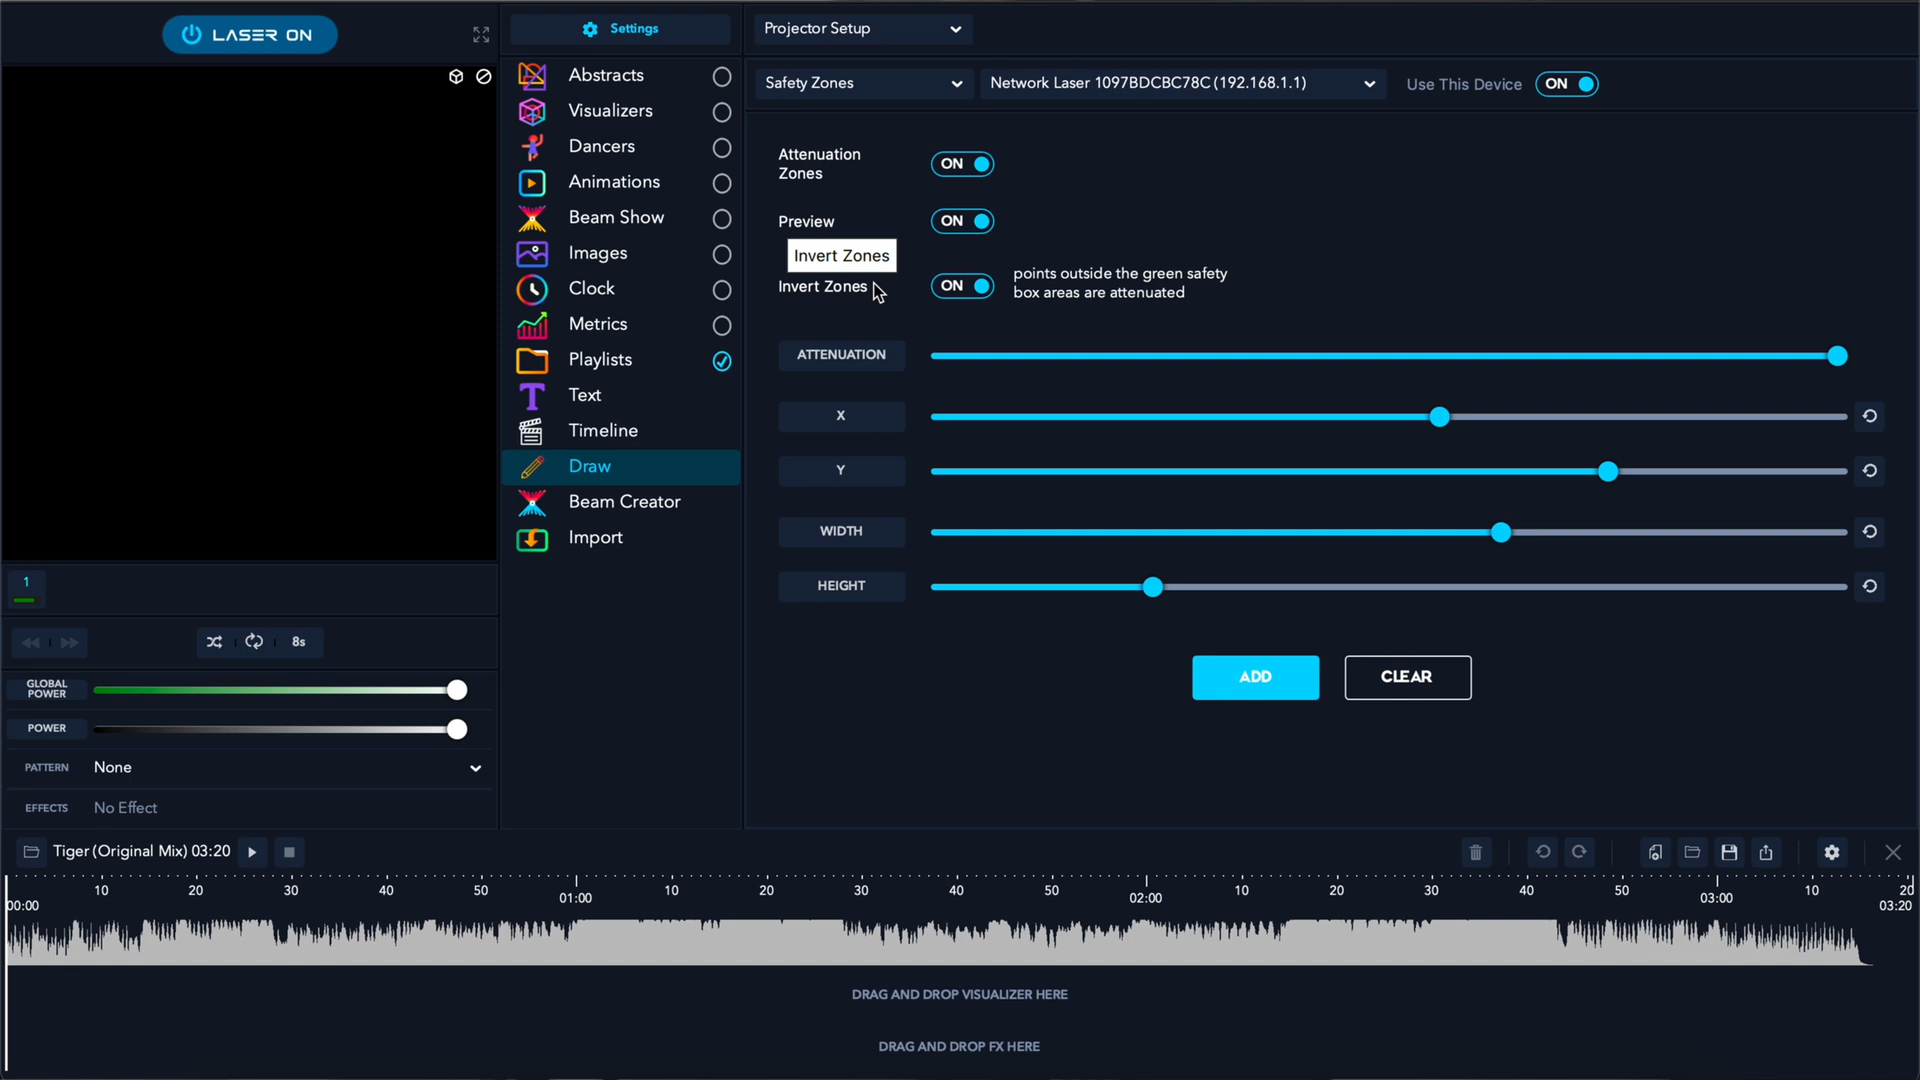 LASER ON
Settings
Projector Setup
Safety Zones
Network Laser 1097BDCBC78C (192.168.1.1)
Use This Device
ON
Abstracts
Visualizers
Dancers
Animations
Beam Show
Images
Clock
Metrics
Playlists
Text
Timeline
Draw
Beam Creator
Import
Attenuation
Zones
ON
Preview
ON
Invert Zones
Invert Zones
ON
points outside the green safety
box areas are attenuated
ATTENUATION
X
Y
WIDTH
HEIGHT
ADD
CLEAR
1
8s
GLOBAL
POWER
POWER
PATTERN
None
EFFECTS
No Effect
Tiger (Original Mix) 03:20
10 20 30 40 50 10 20 30 40 50 10 20 30 40 50 10 20
00:00 01:00 02:00 03:00 03:20
DRAG AND DROP VISUALIZER HERE
DRAG AND DROP FX HERE